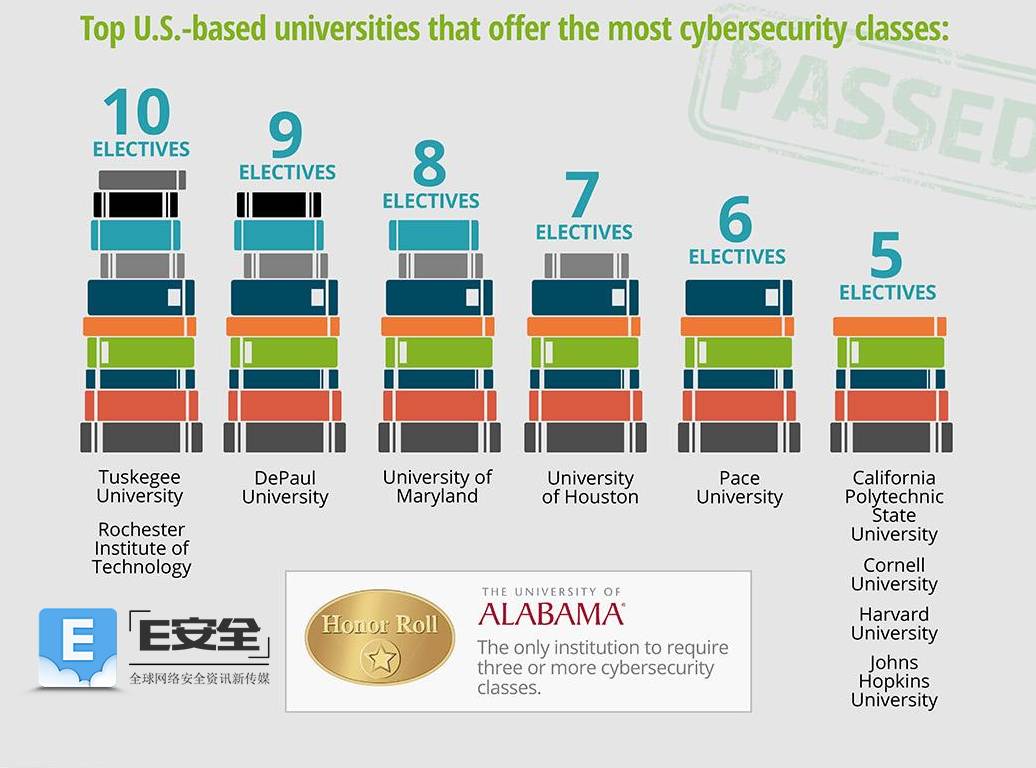 Top U.S.-based universities that offer the most cybersecurity classes:
PASSED
10
ELECTIVES
9
ELECTIVES
8
ELECTIVES
7
ELECTIVES
6
ELECTIVES
5
ELECTIVES
Tuskegee
University
Rochester
Institute of
Technology
DePaul
University
University of
Maryland
University
of Houston
Pace
University
California
Polytechnic
State
University
Cornell
University
Harvard
University
Johns
Hopkins
University
E
E安全
全球网络安全资讯新传媒
Honor Roll
THE UNIVERSITY OF
ALABAMA®
The only institution to require
three or more cybersecurity
classes.